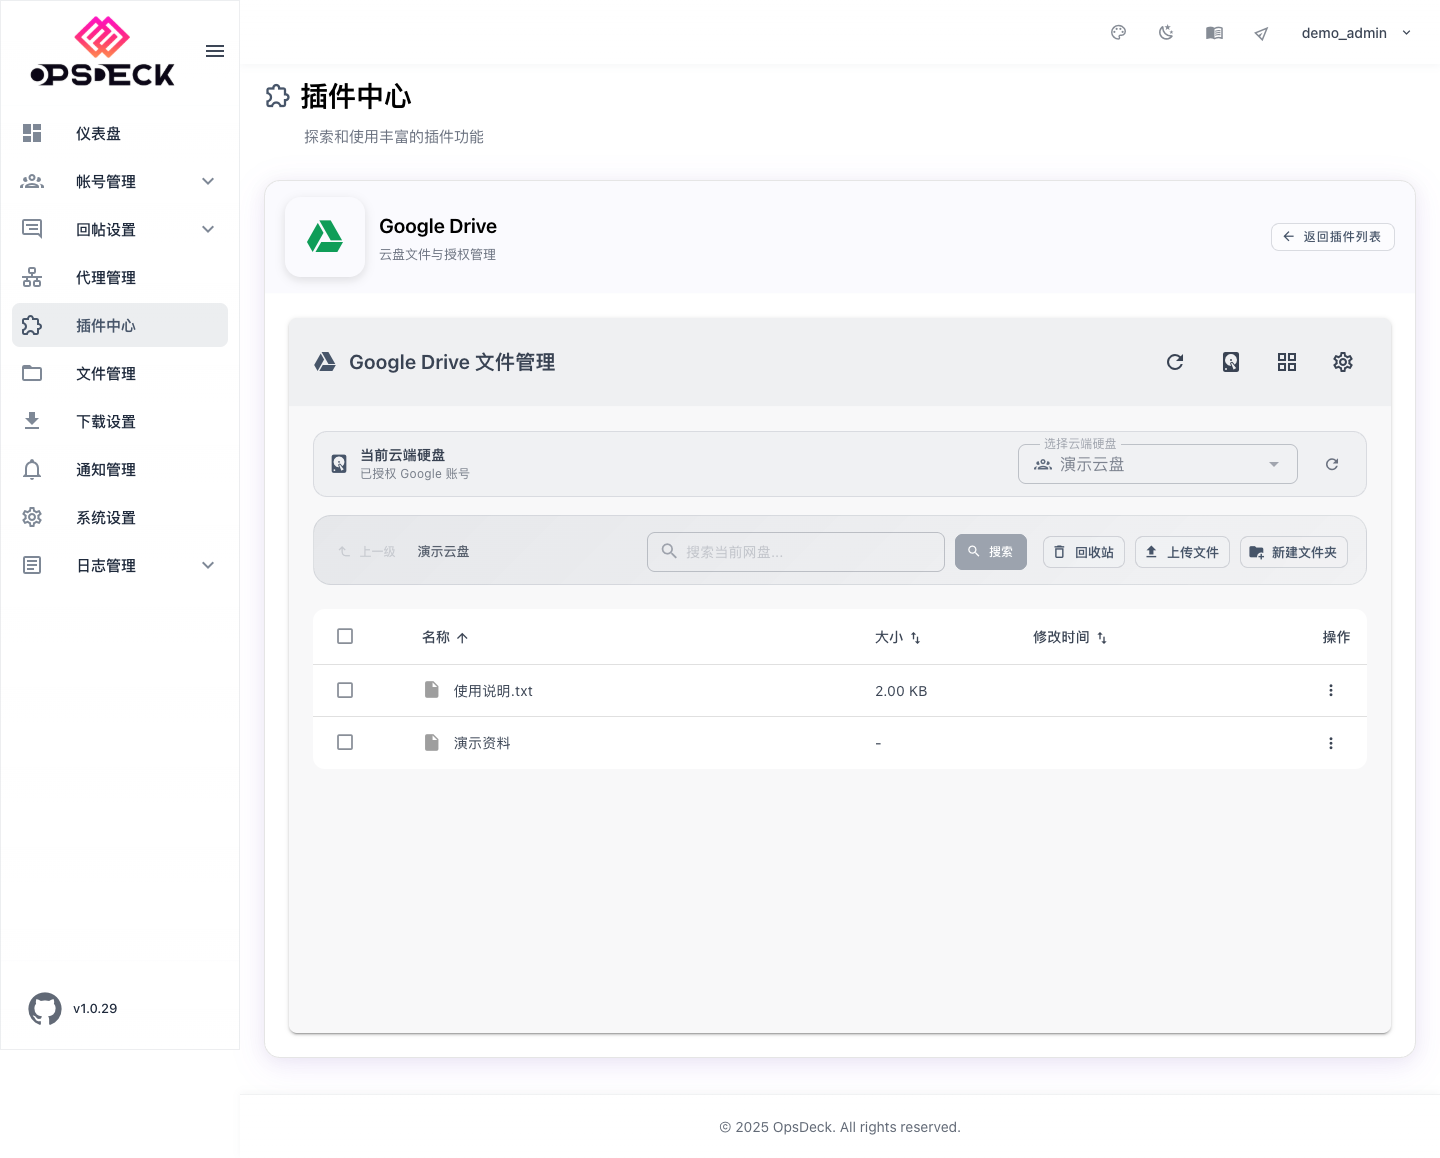 OPSDECK
仪表盘
帐号管理
回帖设置
代理管理
插件中心
文件管理
下载设置
通知管理
系统设置
日志管理
v1.0.29
demo_admin
插件中心
探索和使用丰富的插件功能
Google Drive
云盘文件与授权管理
返回插件列表
Google Drive 文件管理
当前云端硬盘
已授权 Google 账号
选择云端硬盘
演示云盘
上一级 演示云盘 搜索当前网盘... 搜索 回收站 上传文件 新建文件夹
名称 大小 修改时间 操作
使用说明.txt 2.00 KB
演示资料 -
© 2025 OpsDeck. All rights reserved.